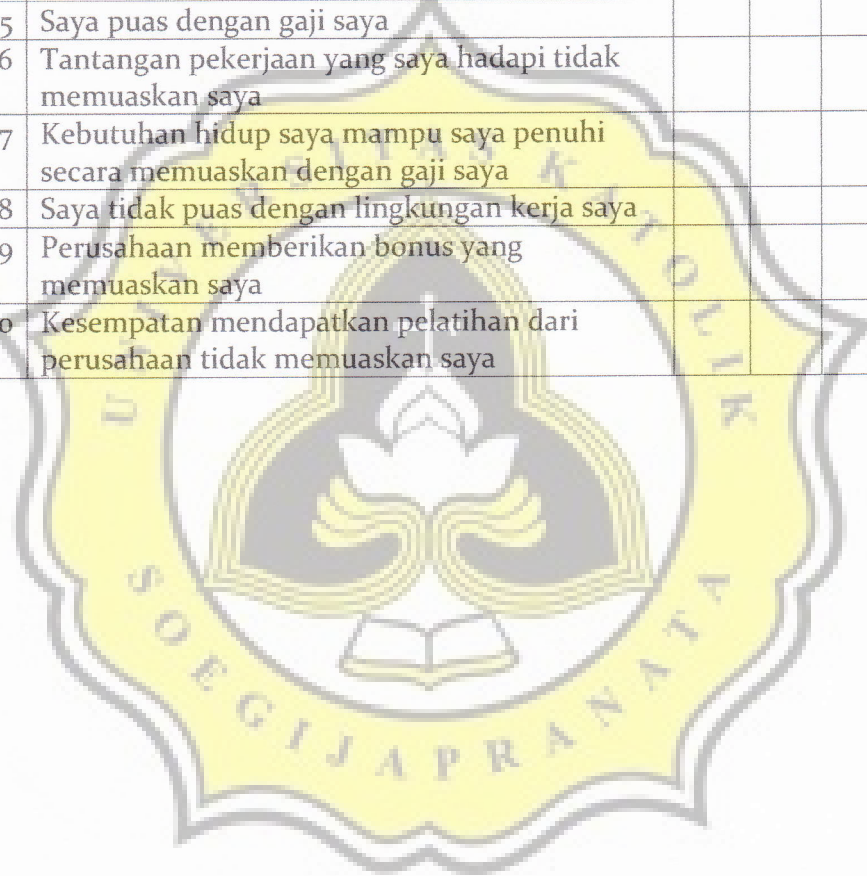 5 Saya puas dengan gaji saya
6 Tantangan pekerjaan yang saya hadapi tidak
memuaskan saya
7 Kebutuhan hidup saya mampu saya penuhi
secara memuaskan dengan gaji saya
8 Saya tidak puas dengan lingkungan kerja saya
9 Perusahaan memberikan bonus yang
memuaskan saya
0 Kesempatan mendapatkan pelatihan dari
perusahaan tidak memuaskan saya
UNIVERSITAS KATOLIK
SOEGIJAPRANATA